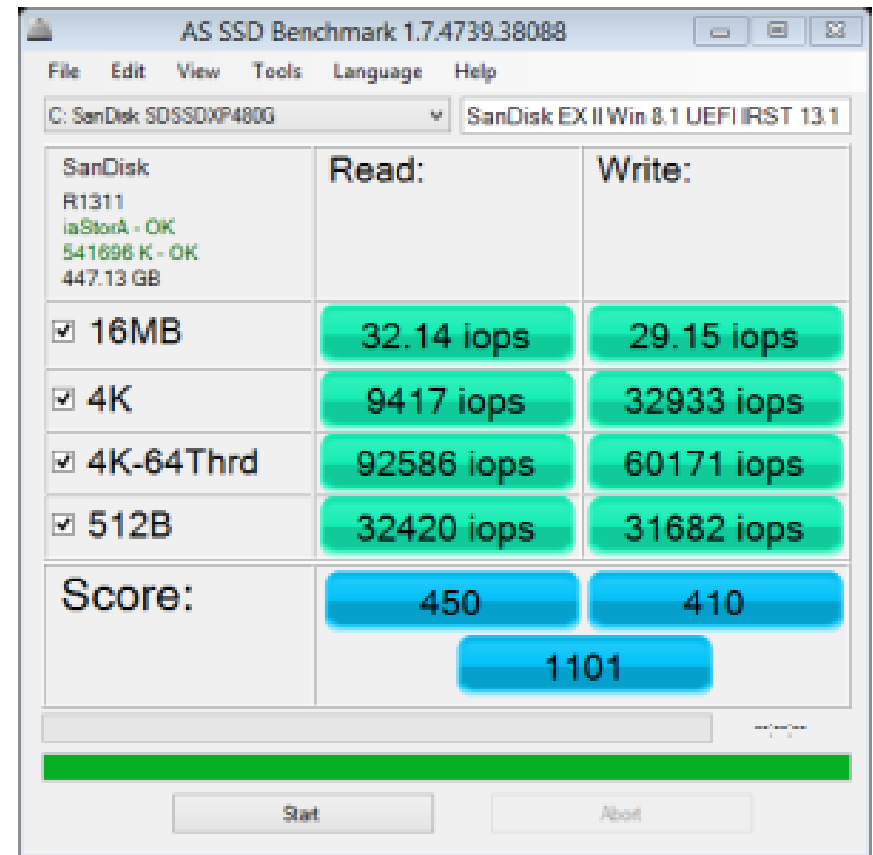 AS SSD Benchmark 1.7.4739.38088
File Edit View Tools Language Help
C: SanDisk SDSSDXP480G
SanDisk EX II Win 8.1 UEFI IRST 13.1
SanDisk
R1311
iaStorA - OK
541696 K - OK
447.13 GB
Read:
Write:
16MB 32.14 iops 29.15 iops
4K 9417 iops 32933 iops
4K-64Thrd 92586 iops 60171 iops
512B 32420 iops 31682 iops
Score: 450 410
1101
--:--:--
Start Abort